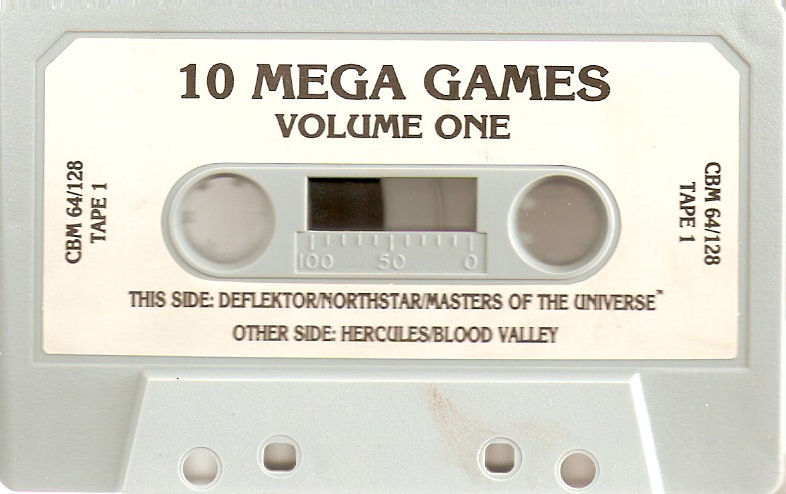 10 MEGA GAMES
VOLUME ONE
CBM 64/128
TAPE 1
CBM 64/128
TAPE 1
100 50 0
THIS SIDE: DEFLEKTOR/NORTHSTAR/MASTERS OF THE UNIVERSE™
OTHER SIDE: HERCULES/BLOOD VALLEY